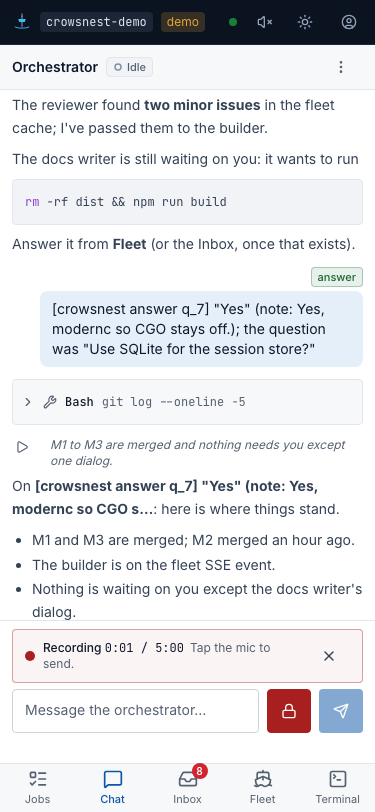 crowsnest-demo demo
Orchestrator Idle
The reviewer found two minor issues in the fleet
cache; I've passed them to the builder.
The docs writer is still waiting on you: it wants to run
rm -rf dist && npm run build
Answer it from Fleet (or the Inbox, once that exists).
answer
[crowsnest answer q_7] "Yes" (note: Yes,
modernc so CGO stays off.); the question
was "Use SQLite for the session store?"
Bash git log --oneline -5
M1 to M3 are merged and nothing needs you except
one dialog.
On [crowsnest answer q_7] "Yes" (note: Yes,
modernc so CGO s...: here is where things stand.
M1 and M3 are merged; M2 merged an hour ago.
The builder is on the fleet SSE event.
Nothing is waiting on you except the docs writer's
dialog.
Recording 0:01 / 5:00 Tap the mic to
send.
Message the orchestrator...
8
Jobs Chat Inbox Fleet Terminal